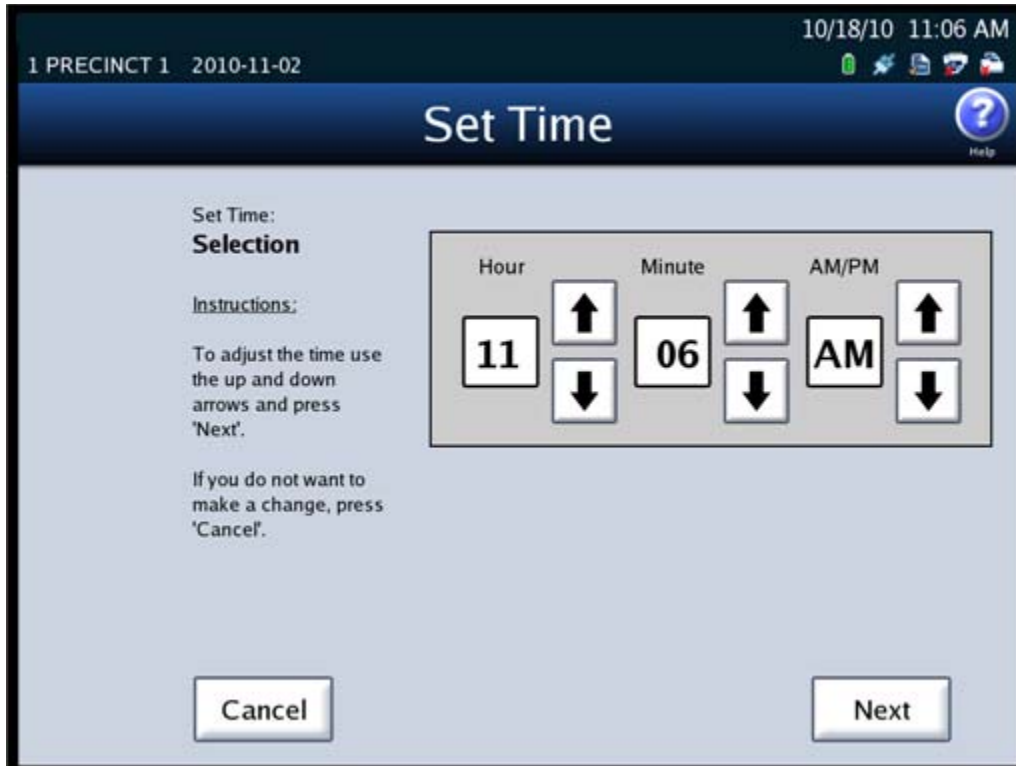 10/18/10 11:06 AM
1 PRECINCT 1 2010-11-02
Set Time
Help
Set Time:
Selection
Instructions:
To adjust the time use
the up and down
arrows and press
'Next'.
If you do not want to
make a change, press
'Cancel'.
Hour Minute AM/PM
11 06 AM
Cancel Next